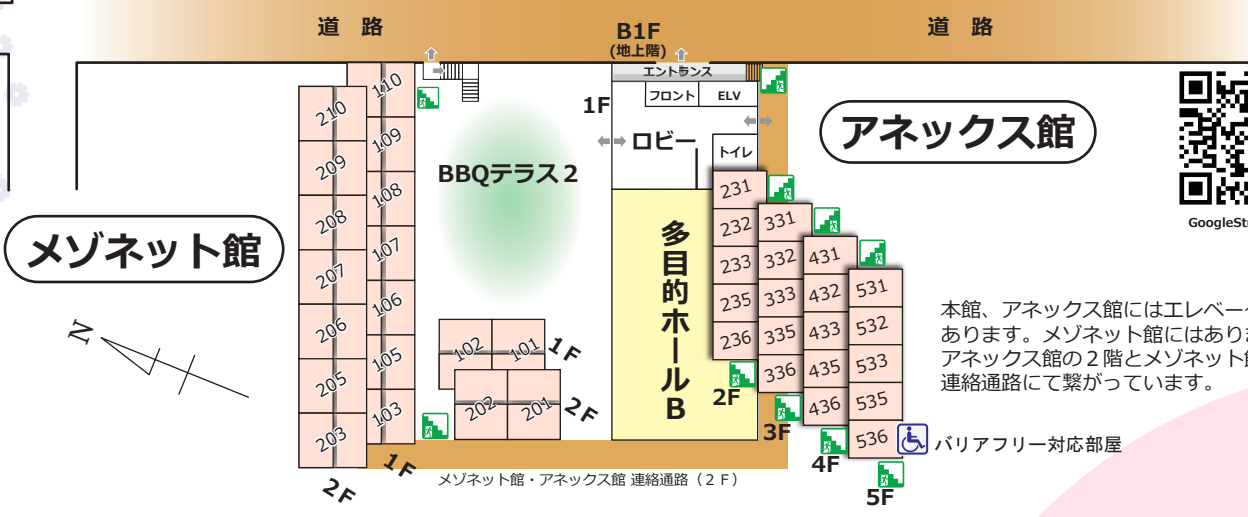 道 路
B1F
(地上階)
道 路
エントランス
フロント
ELV
1F
ロビー
トイレ
アネックス館
GoogleSt
メゾネット館
BBQテラス２
多目的ホールB
210
209
208
207
206
205
203
2F
110
109
108
107
106
105
103
1F
102
101
1F
202
201
2F
231
232
233
235
236
2F
331
332
333
335
336
3F
431
432
433
435
436
4F
531
532
533
535
536
5F
N
バリアフリー対応部屋
本館、アネックス館にはエレベー
あります。メゾネット館にはあり
アネックス館の２階とメゾネット
連絡通路にて繋がっています。
メゾネット館・アネックス館 連絡通路（２Ｆ）